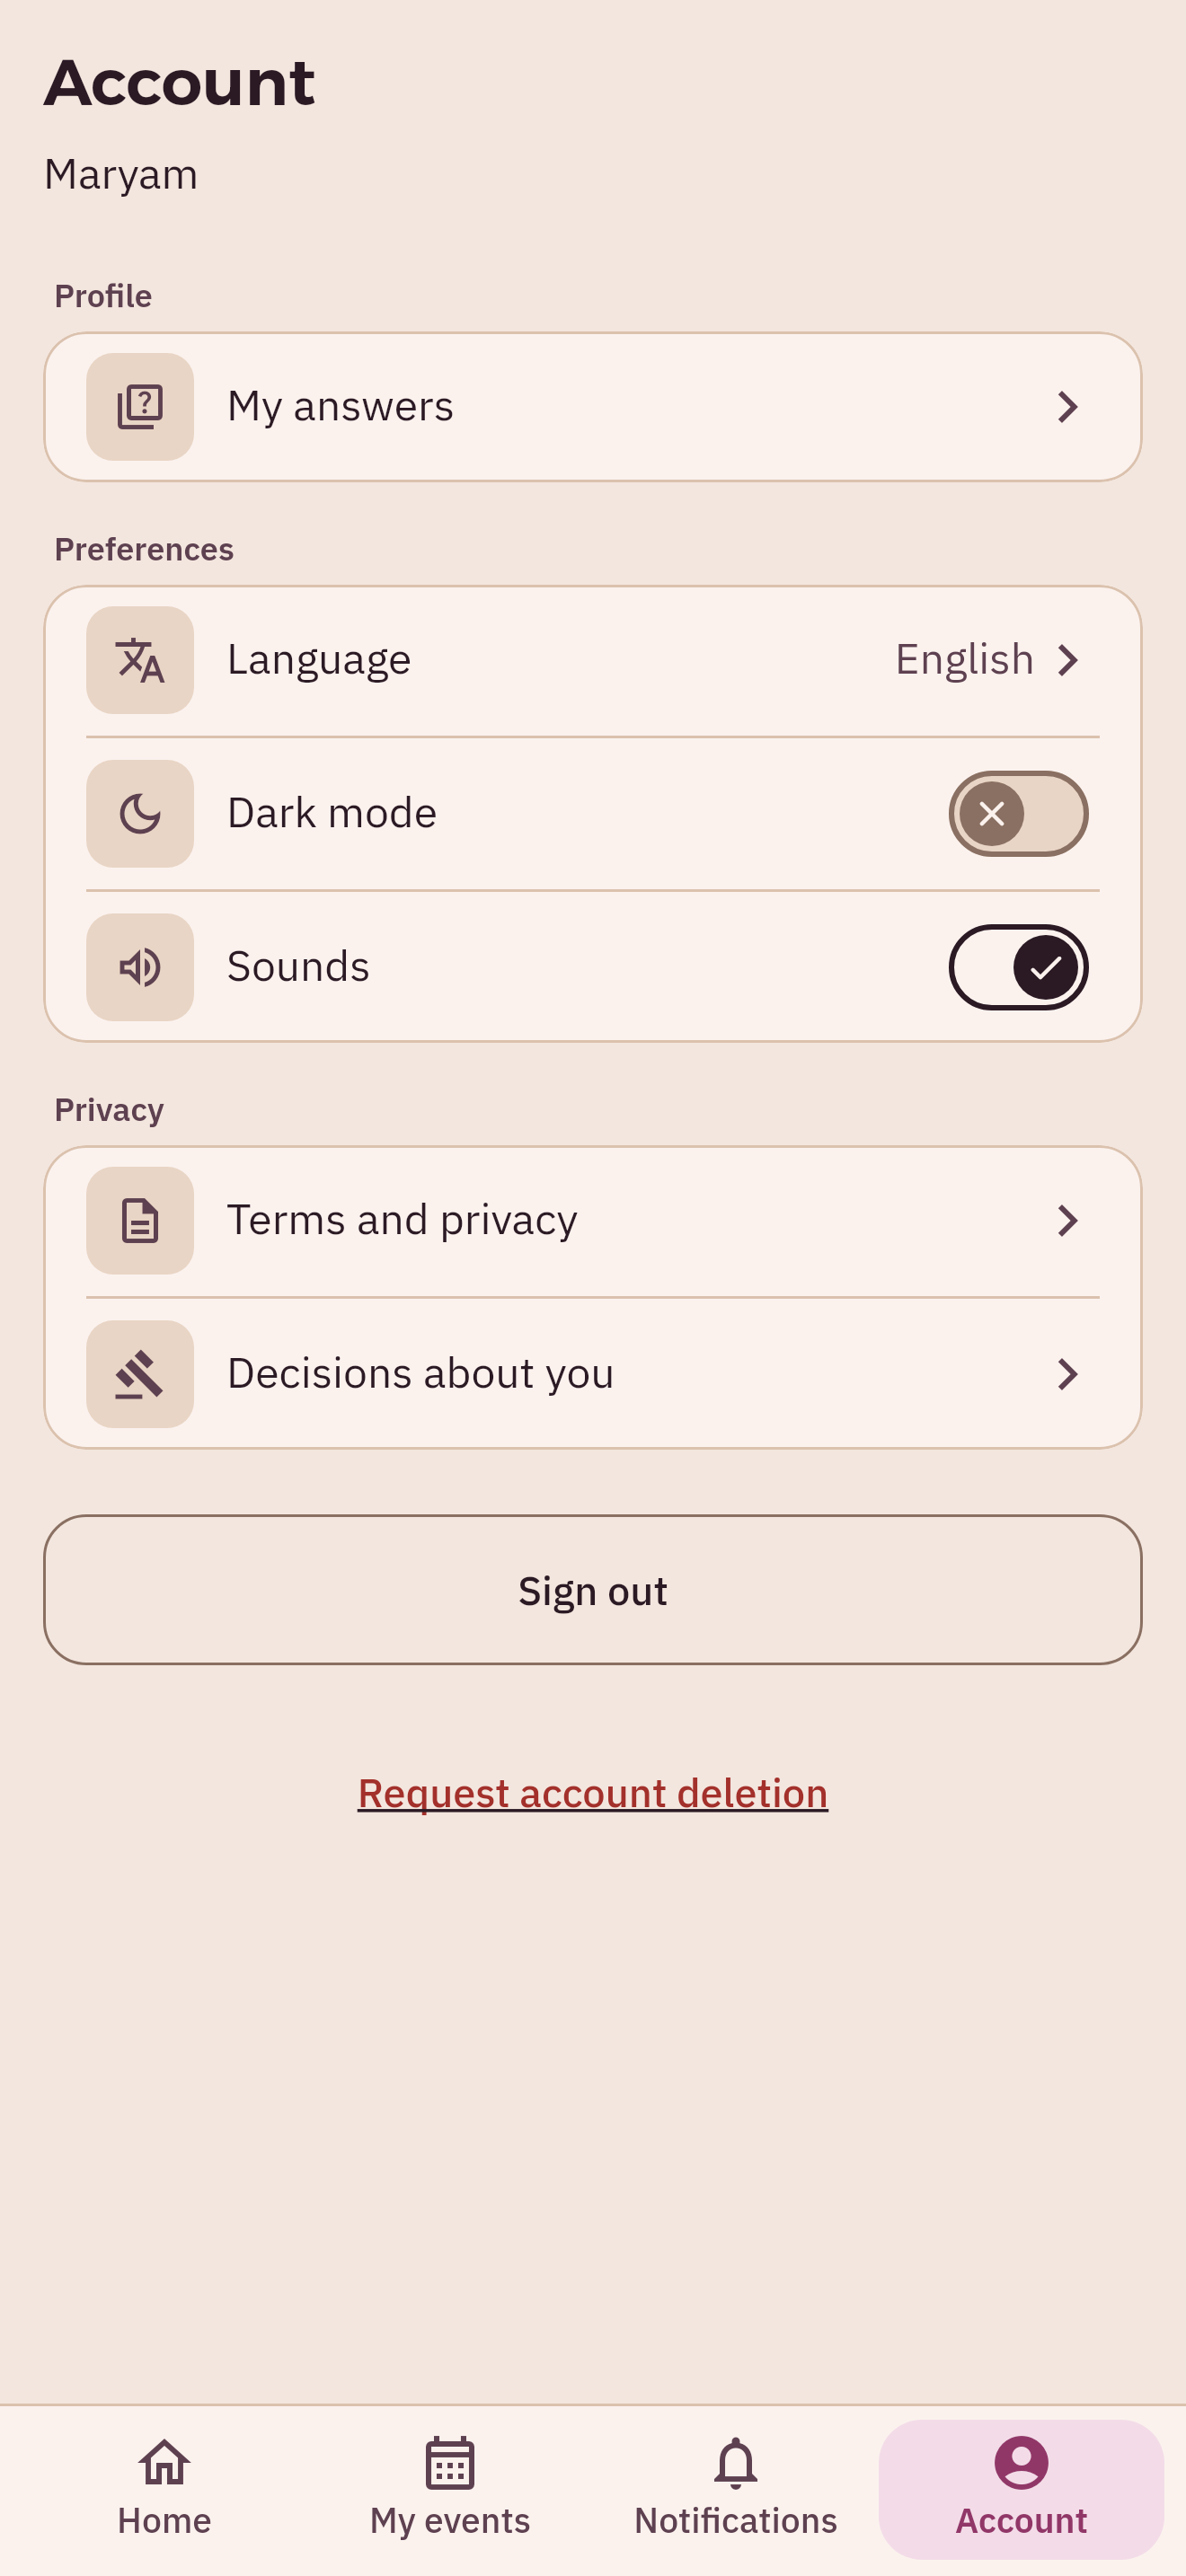 Account
Maryam
Profile
My answers
Preferences
Language English
Dark mode
Sounds
Privacy
Terms and privacy
Decisions about you
Sign out
Request account deletion
Home My events Notifications Account